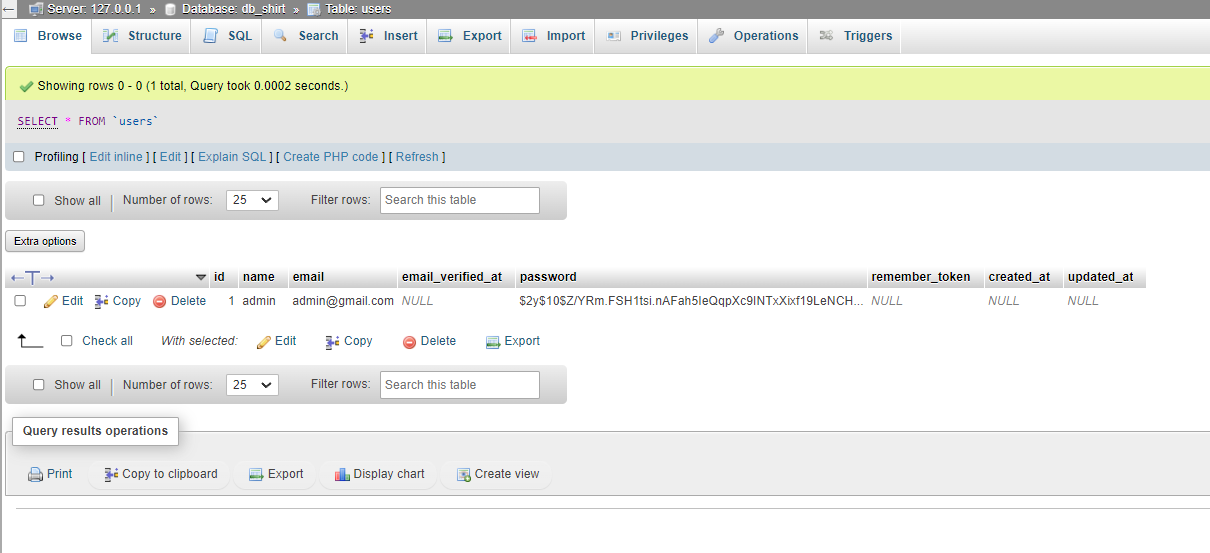 Server: 127.0.0.1 » Database: db_shirt » Table: users
Browse Structure SQL Search Insert Export Import Privileges Operations Triggers
Showing rows 0 - 0 (1 total, Query took 0.0002 seconds.)
SELECT * FROM `users`
Profiling [ Edit inline ] [ Edit ] [ Explain SQL ] [ Create PHP code ] [ Refresh ]
Show all | Number of rows: 25 Filter rows: Search this table
Extra options
id name email email_verified_at password remember_token created_at updated_at
Edit Copy Delete 1 admin admin@gmail.com NULL $2y$10$Z/YRm.FSH1tsi.nAFah5IeQqpXc9INTxXixf19LeNCH... NULL NULL NULL
Check all With selected: Edit Copy Delete Export
Show all | Number of rows: 25 Filter rows: Search this table
Query results operations
Print Copy to clipboard Export Display chart Create view